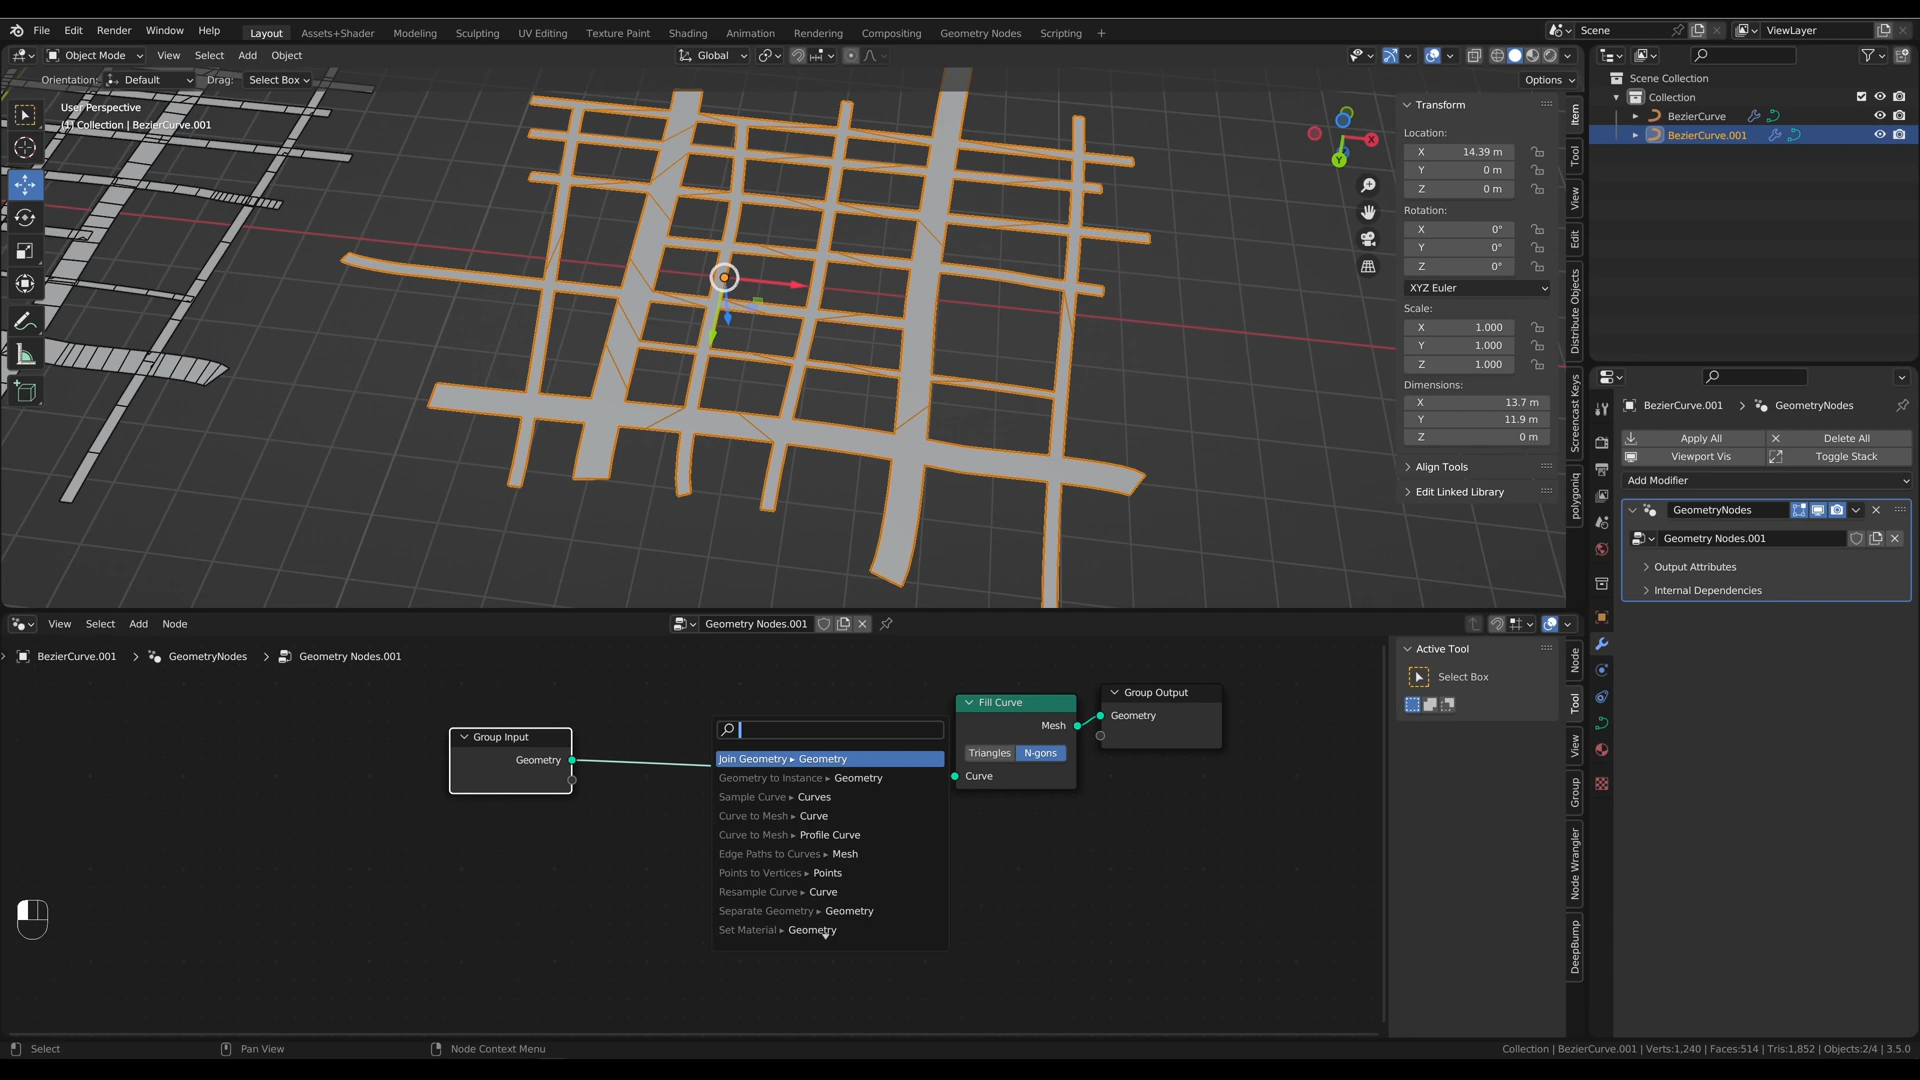 File Edit Render Window Help Layout Assets+Shader Modeling Sculpting UV Editing Texture Paint Shading Animation Rendering Compositing Geometry Nodes Scripting + Scene ViewLayer
Object Mode View Select Add Object Global
Orientation: Default Drag: Select Box Options
User Perspective
(1) Collection | BezierCurve.001
Transform
Location:
X 14.39 m
Y 0 m
Z 0 m
Rotation:
X 0°
Y 0°
Z 0°
XYZ Euler
Scale:
X 1.000
Y 1.000
Z 1.000
Dimensions:
X 13.7 m
Y 11.9 m
Z 0 m
Align Tools
Edit Linked Library
Item
Tool
View
Edit
Distribute Objects
Screencast Keys
polygoniq
X
Y
Scene Collection
Collection
BezierCurve
BezierCurve.001
BezierCurve.001 > GeometryNodes
Apply All Delete All
Viewport Vis Toggle Stack
Add Modifier
GeometryNodes
Geometry Nodes.001
Output Attributes
Internal Dependencies
View Select Add Node Geometry Nodes.001
BezierCurve.001 > GeometryNodes > Geometry Nodes.001
Group Input
Geometry
Join Geometry ▸ Geometry
Geometry to Instance ▸ Geometry
Sample Curve ▸ Curves
Curve to Mesh ▸ Curve
Curve to Mesh ▸ Profile Curve
Edge Paths to Curves ▸ Mesh
Points to Vertices ▸ Points
Resample Curve ▸ Curve
Separate Geometry ▸ Geometry
Set Material ▸ Geometry
Fill Curve
Mesh
Triangles N-gons
Curve
Group Output
Geometry
Active Tool
Select Box
Node
Tool
View
Group
Node Wrangler
DeepBump
Select Pan View Node Context Menu Collection | BezierCurve.001 | Verts:1,240 | Faces:514 | Tris:1,852 | Objects:2/4 | 3.5.0